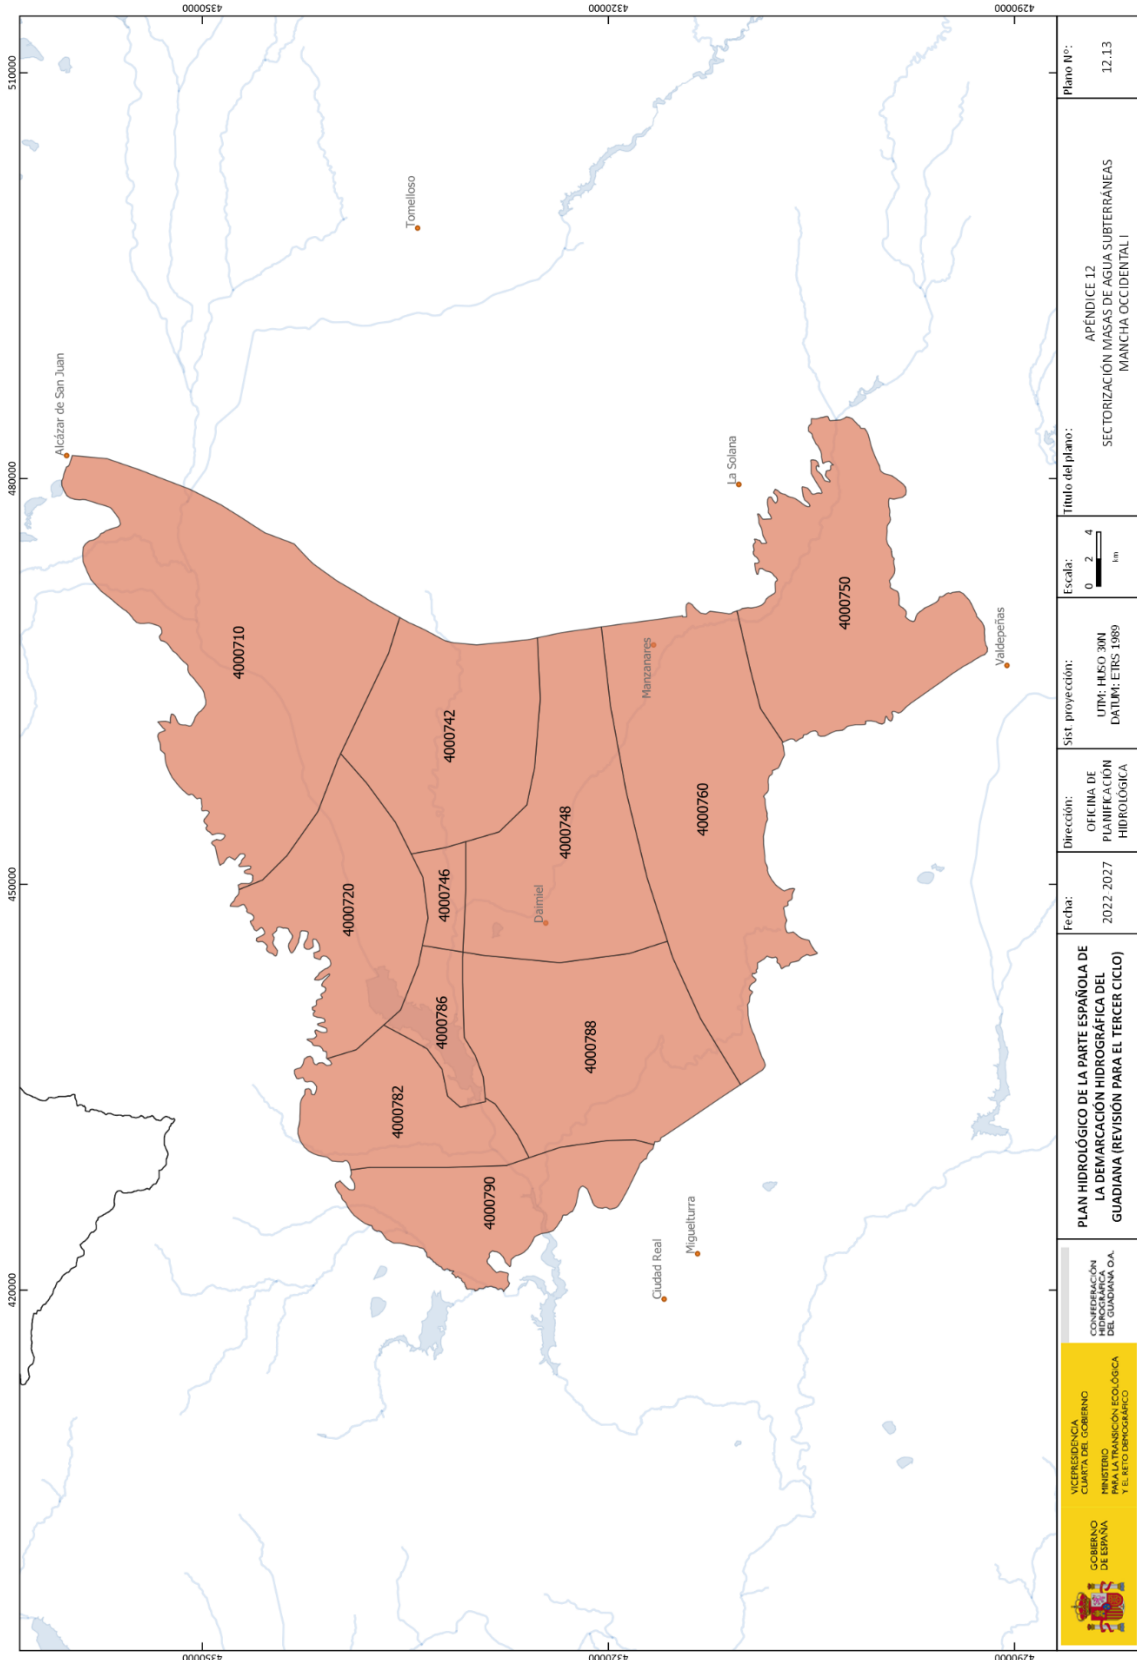 4350000
4320000
4290000
420000
450000
480000
510000
Alcázar de San Juan
Tomelloso
4000710
4000720
4000742
4000746
4000782
4000786
4000790
4000748
Daimiel
4000788
Manzanares
La Solana
4000760
Ciudad Real
Miguelturra
4000750
Valdepeñas
4350000
4320000
4290000
GOBIERNO
DE ESPAÑA
VICEPRESIDENCIA
CUARTA DEL GOBIERNO
MINISTERIO
PARA LA TRANSICIÓN ECOLÓGICA
Y EL RETO DEMOGRÁFICO
CONFEDERACIÓN
HIDROGRÁFICA
DEL GUADIANA O.A.
PLAN HIDROLÓGICO DE LA PARTE ESPAÑOLA DE
LA DEMARCACIÓN HIDROGRÁFICA DEL
GUADIANA (REVISIÓN PARA EL TERCER CICLO)
Fecha:
2022-2027
Dirección:
OFICINA DE
PLANIFICACIÓN
HIDROLÓGICA
Sist. proyección:
UTM: HUSO 30N
DATUM: ETRS 1989
Escala:
0 2 4
km
Título del plano:
APÉNDICE 12
SECTORIZACIÓN MASAS DE AGUA SUBTERRÁNEAS
MANCHA OCCIDENTAL I
Plano Nº:
12.13